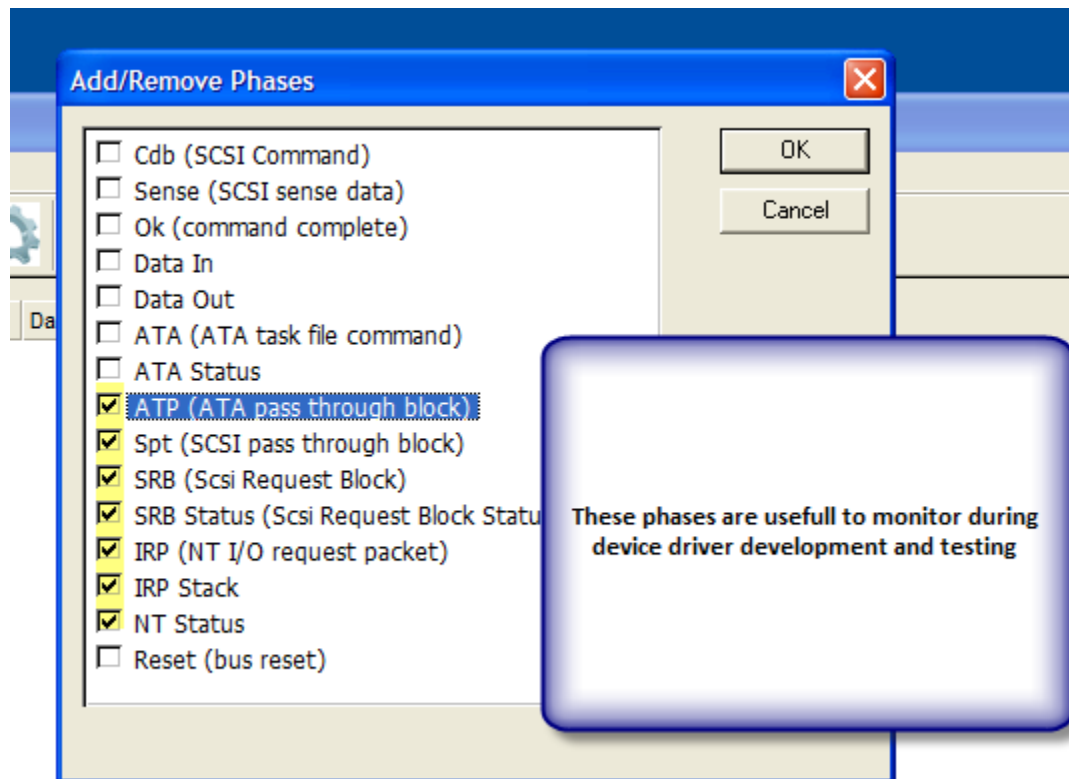 Add/Remove Phases
Cdb (SCSI Command)
Sense (SCSI sense data)
Ok (command complete)
Data In
Data Out
ATA (ATA task file command)
ATA Status
ATP (ATA pass through block)
Spt (SCSI pass through block)
SRB (Scsi Request Block)
SRB Status (Scsi Request Block Statu
IRP (NT I/O request packet)
IRP Stack
NT Status
Reset (bus reset)
OK
Cancel
Da
These phases are usefull to monitor during
device driver development and testing